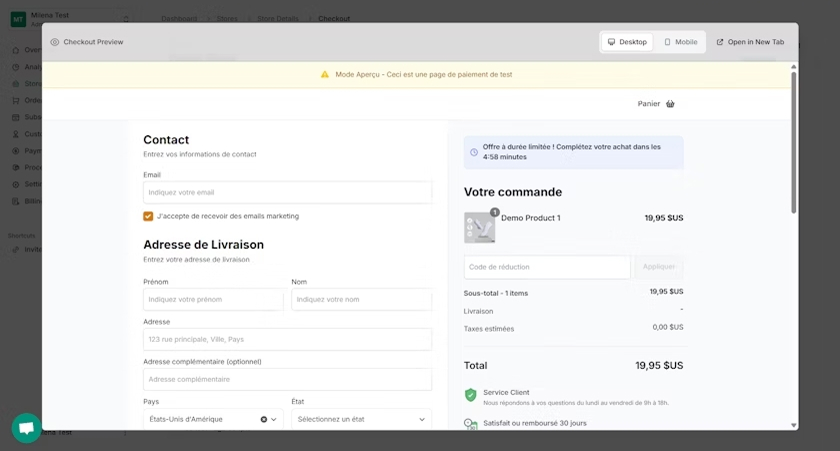 MT
Milena Test
Dashboard > Stores > Store Details > Checkout
Checkout Preview
Desktop
Mobile
Open in New Tab
Mode Aperçu - Ceci est une page de paiement de test
Panier
Contact
Entrez vos informations de contact
Email
Indiquez votre email
J'accepte de recevoir des emails marketing
Adresse de Livraison
Entrez votre adresse de livraison
Prénom
Nom
Indiquez votre prénom
Indiquez votre nom
Adresse
123 rue principale, Ville, Pays
Adresse complémentaire (optionnel)
Adresse complémentaire
Pays
État
États-Unis d'Amérique
Sélectionnez un état
Offre à durée limitée ! Complétez votre achat dans les
4:58 minutes
Votre commande
1
Demo Product 1
19,95 $US
Code de réduction
Appliquer
Sous-total - 1 items
19,95 $US
Livraison
-
Taxes estimées
0,00 $US
Total
19,95 $US
Service Client
Nous répondons à vos questions du lundi au vendredi de 9h à 18h.
Satisfait ou remboursé 30 jours
Shortcuts